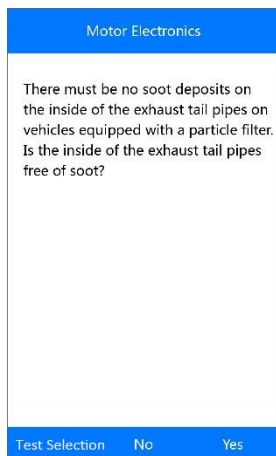 Motor Electronics
There must be no soot deposits on
the inside of the exhaust tail pipes on
vehicles equipped with a particle filter.
Is the inside of the exhaust tail pipes
free of soot?
Test Selection No Yes